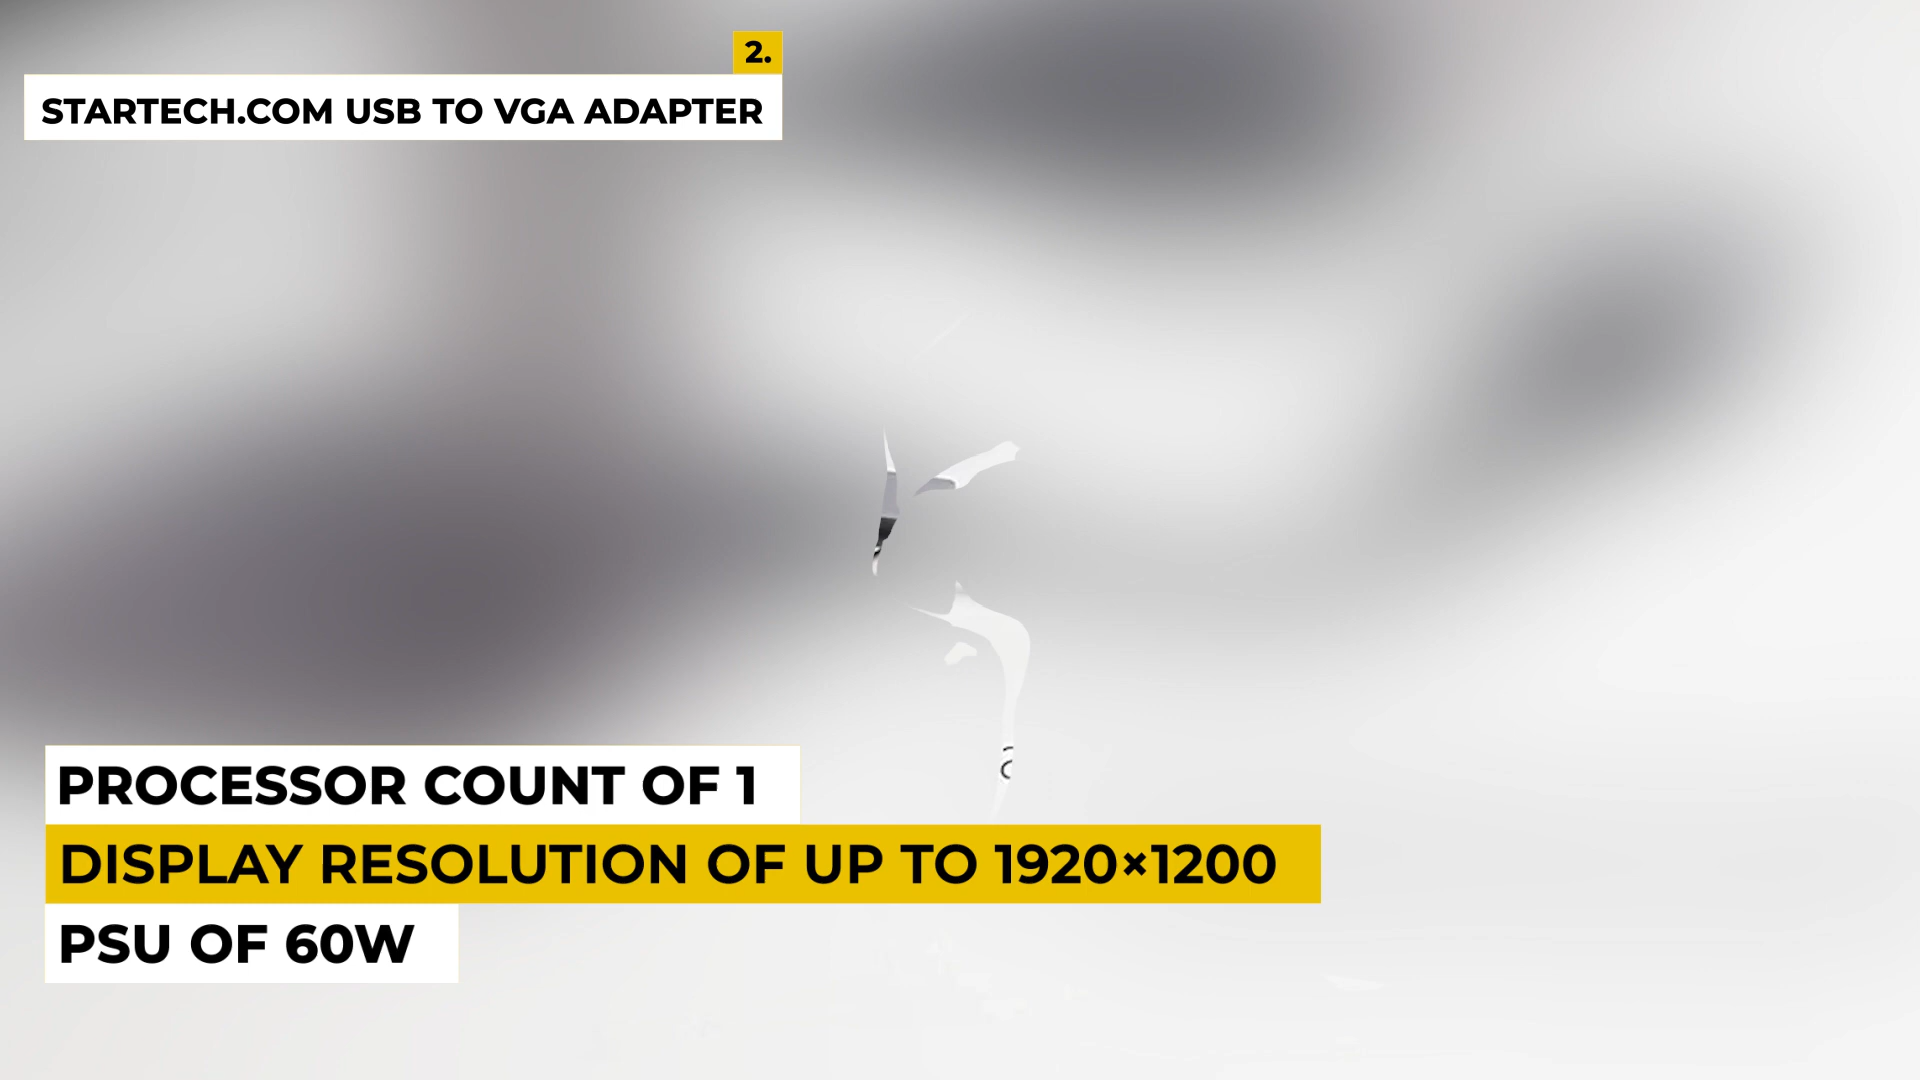 2.
STARTECH.COM USB TO VGA ADAPTER
PROCESSOR COUNT OF 1
DISPLAY RESOLUTION OF UP TO 1920×1200
PSU OF 60W